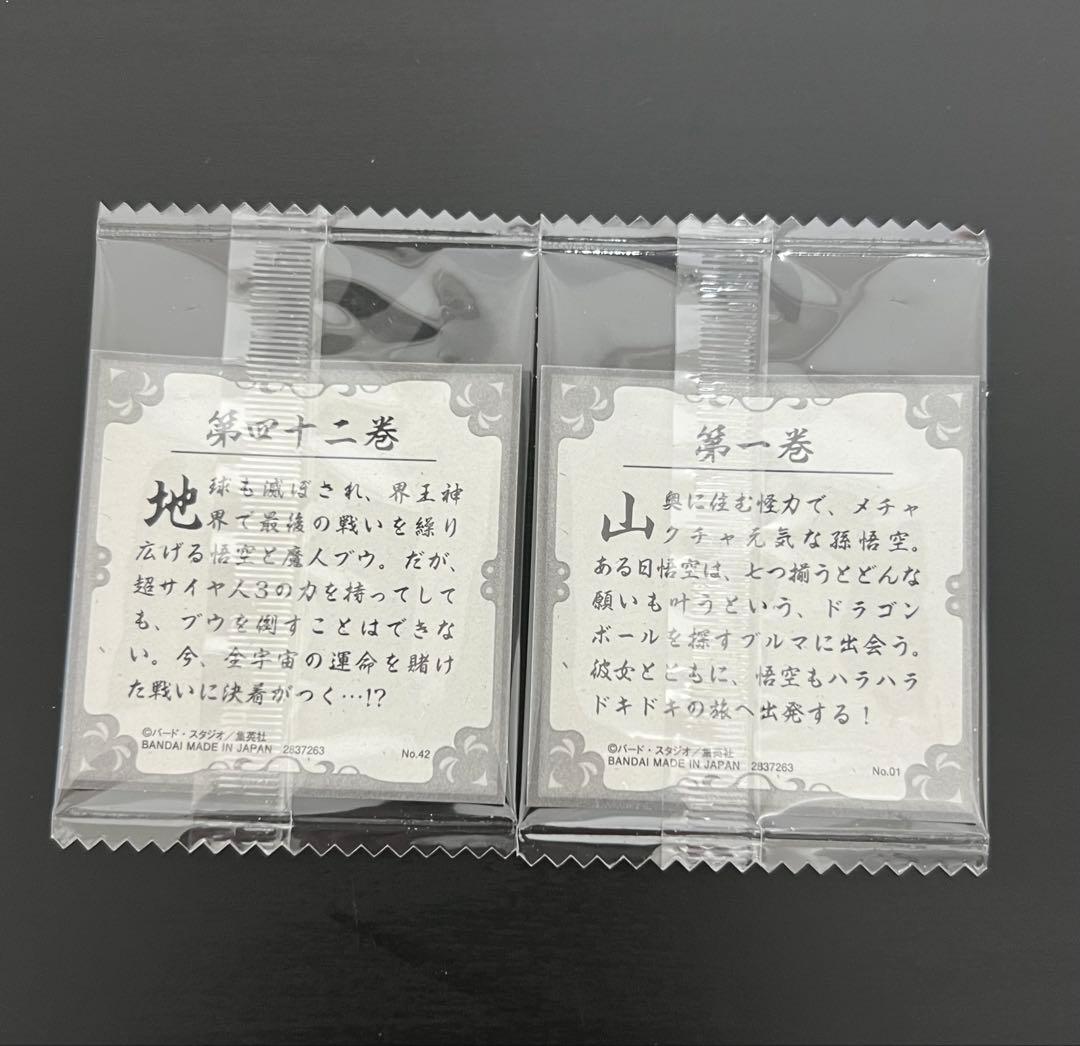 第四十二巻
地球も滅ぼされ、界王神
界で最後の戦いを繰り
広げる悟空と魔人ブウ。だが、
超サイヤ人3の力を持ってして
も、ブウを倒すことはできな
い。今、全宇宙の運命を賭け
た戦いに決着がつく…!?
©バード・スタジオ／集英社
BANDAI MADE IN JAPAN 2837263
No.42
第一巻
山奥に住む怪力で、メチャ
クチャ元気な孫悟空。
ある日悟空は、七つ揃うとどんな
願いも叶うという、ドラゴン
ボールを探すブルマに出会う。
彼女とともに、悟空もハラハラ
ドキドキの旅へ出発する！
©バード・スタジオ／集英社
BANDAI MADE IN JAPAN 2837263
No.01